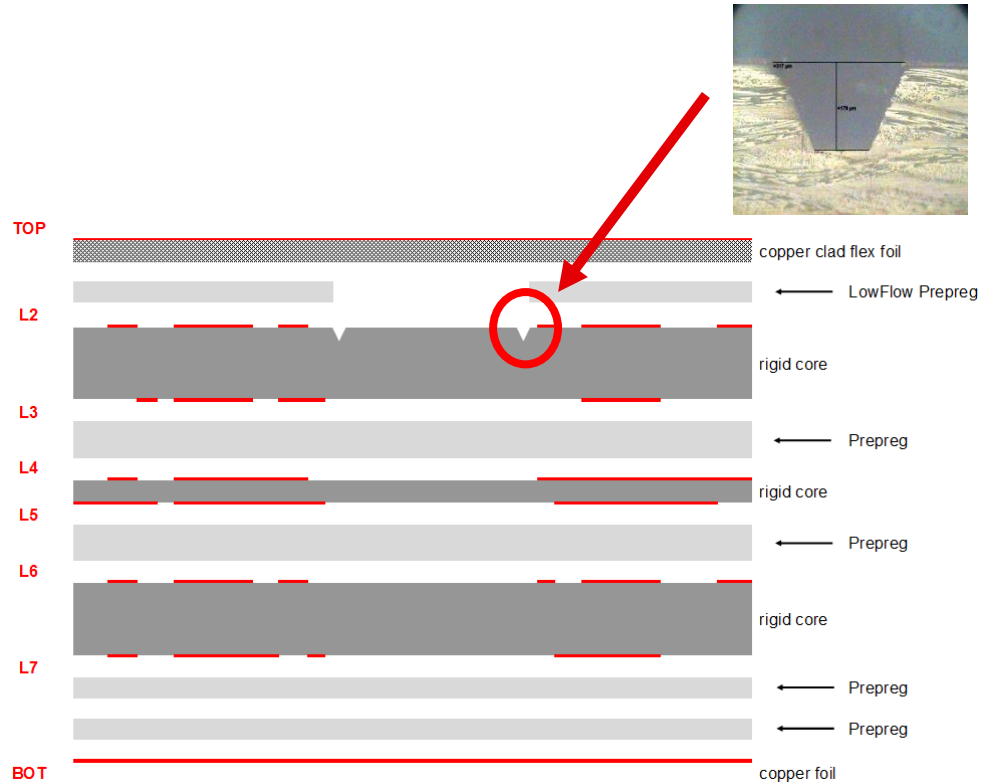 TOP
copper clad flex foil
LowFlow Prepreg
L2
rigid core
L3
Prepreg
L4
rigid core
L5
Prepreg
L6
rigid core
L7
Prepreg
Prepreg
BOT
copper foil